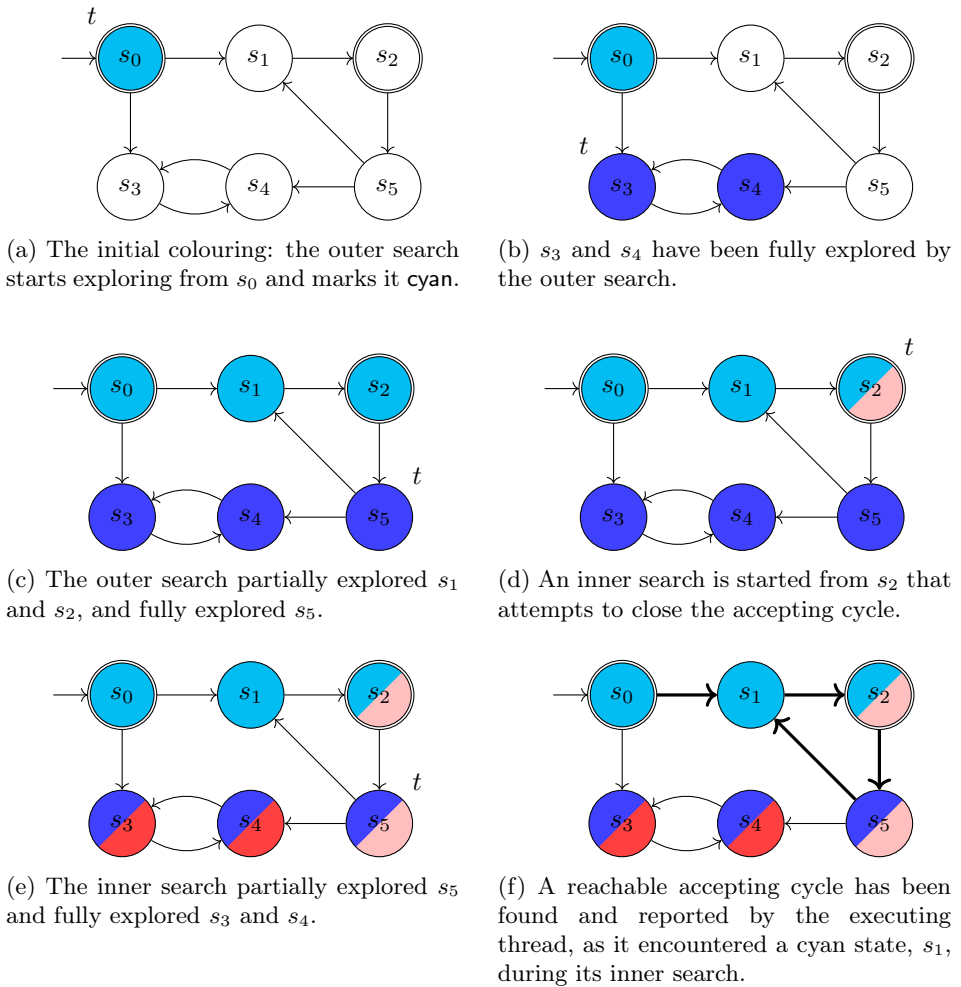 t
s0 s1 s2
s3 s4 s5
(a) The initial colouring: the outer search
starts exploring from s0 and marks it cyan.
s0 s1 s2
t
s3 s4 s5
(b) s3 and s4 have been fully explored by
the outer search.
s0 s1 s2
t
s3 s4 s5
(c) The outer search partially explored s1
and s2, and fully explored s5.
t
s0 s1 s2
s3 s4 s5
(d) An inner search is started from s2 that
attempts to close the accepting cycle.
s0 s1 s2
t
s3 s4 s5
(e) The inner search partially explored s5
and fully explored s3 and s4.
s0 s1 s2
s3 s4 s5
(f) A reachable accepting cycle has been
found and reported by the executing
thread, as it encountered a cyan state, s1,
during its inner search.